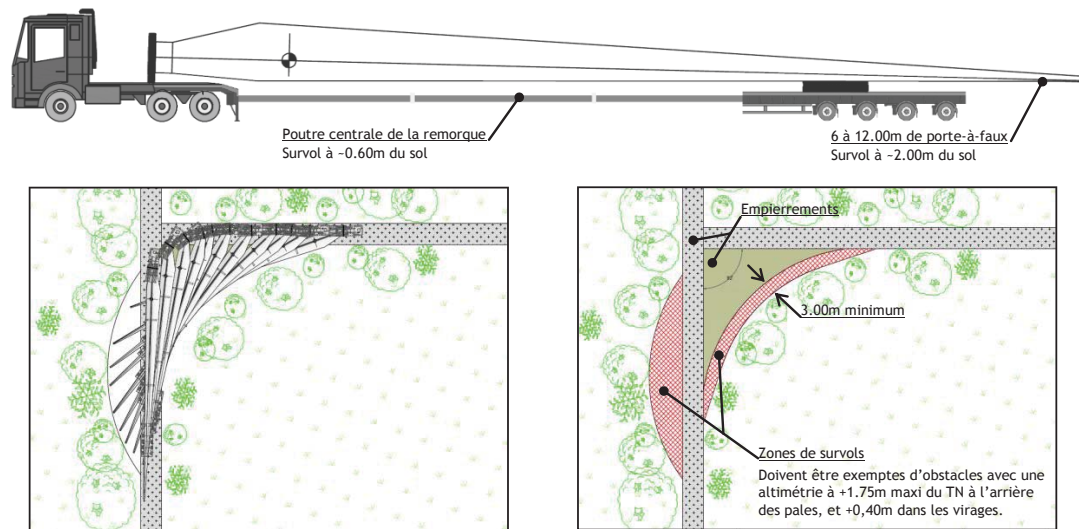 Poutre centrale de la remorque
Survol à ~0.60m du sol
6 à 12.00m de porte-à-faux
Survol à ~2.00m du sol
Empierrements
3.00m minimum
Zones de survols
Doivent être exemptes d'obstacles avec une
altimétrie à +1.75m maxi du TN à l'arrière
des pales, et +0,40m dans les virages.